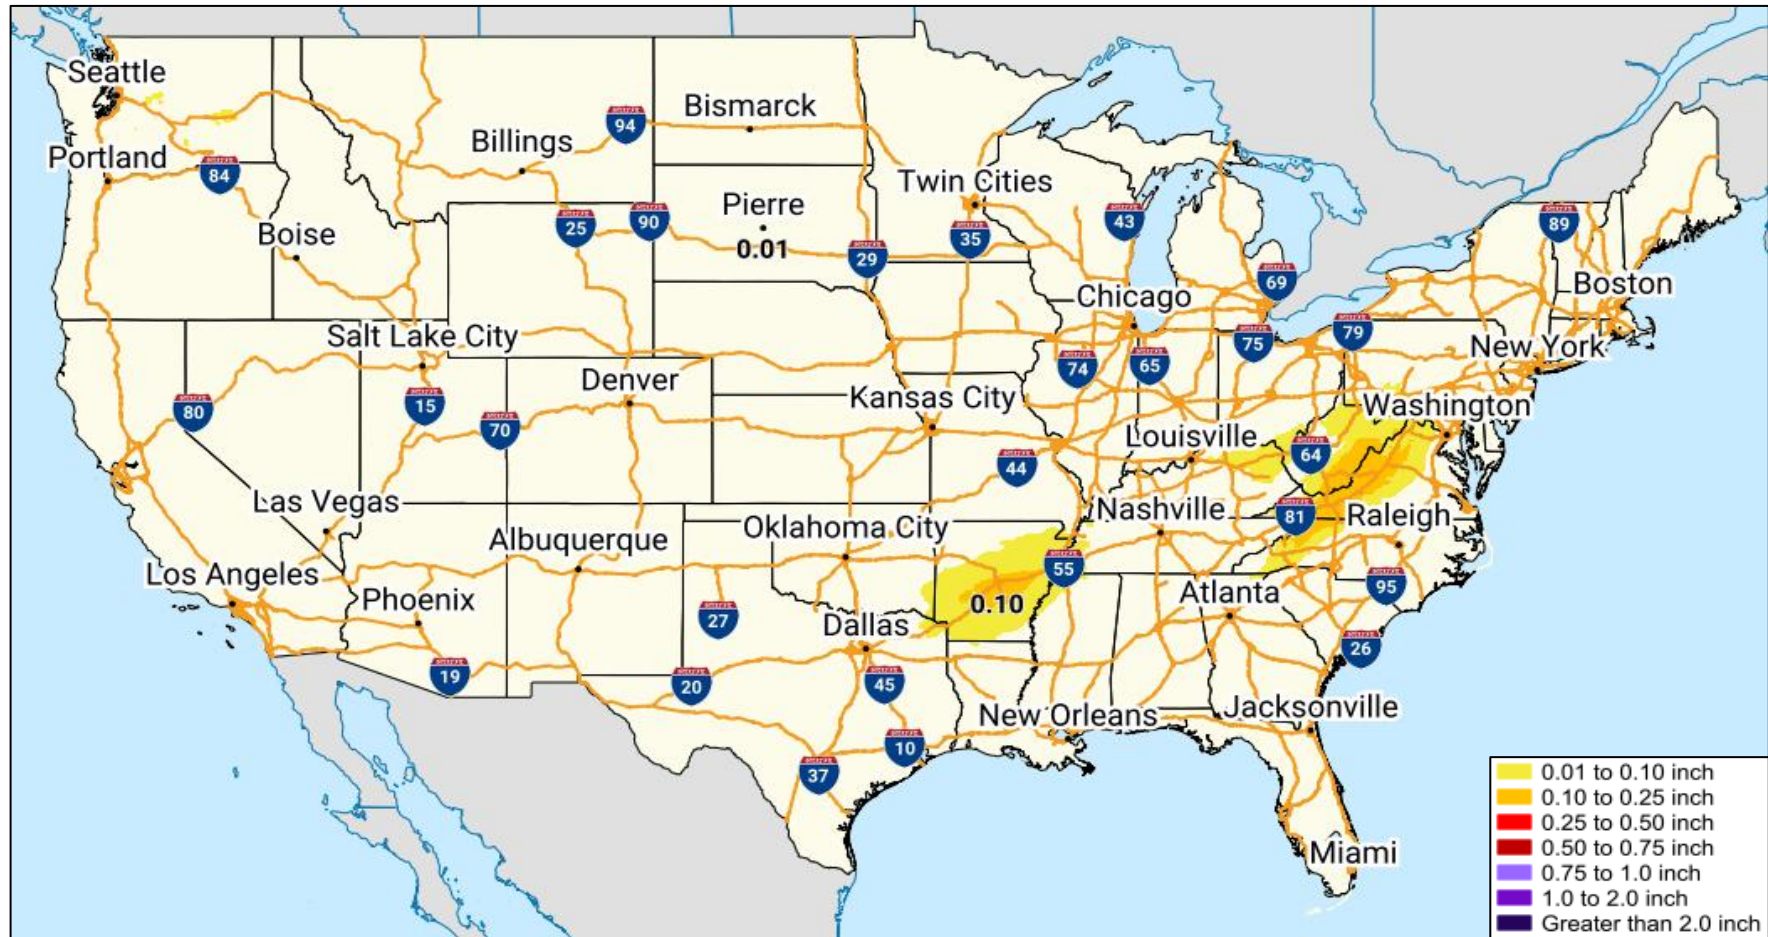 Seattle
Bismarck
94
Billings
Portland
84
Twin Cities
Pierre
0.01
25
90
43
35
89
Boise
29
69
Boston
Chicago
Salt Lake City
79
75
New York
74
65
Denver
Kansas City
15
80
Washington
70
Louisville
64
44
Las Vegas
Nashville
81
Raleigh
Oklahoma City
Albuquerque
55
Los Angeles
95
Phoenix
0.10
Atlanta
27
Dallas
26
19
20
45
New Orleans
Jacksonville
10
37
Miami
0.01 to 0.10 inch
0.10 to 0.25 inch
0.25 to 0.50 inch
0.50 to 0.75 inch
0.75 to 1.0 inch
1.0 to 2.0 inch
Greater than 2.0 inch